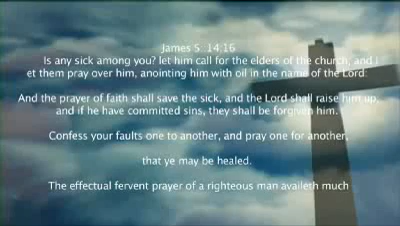 James 5 14:16
Is any sick among you? let him call for the elders of the church, and l
et them pray over him, anointing him with oil in the name of the Lord:
And the prayer of faith shall save the sick, and the Lord shall raise him up,
and if he have committed sins, they shall be forgiven him.
Confess your faults one to another, and pray one for another,
that ye may be healed.
The effectual fervent prayer of a righteous man availeth much